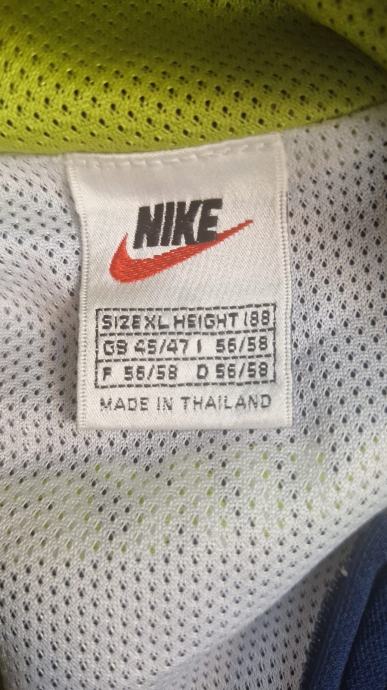 NIKE
SIZE XL HEIGHT 188
GB 45/47 I 56/58
F 56/58 D 56/58
MADE IN THAILAND